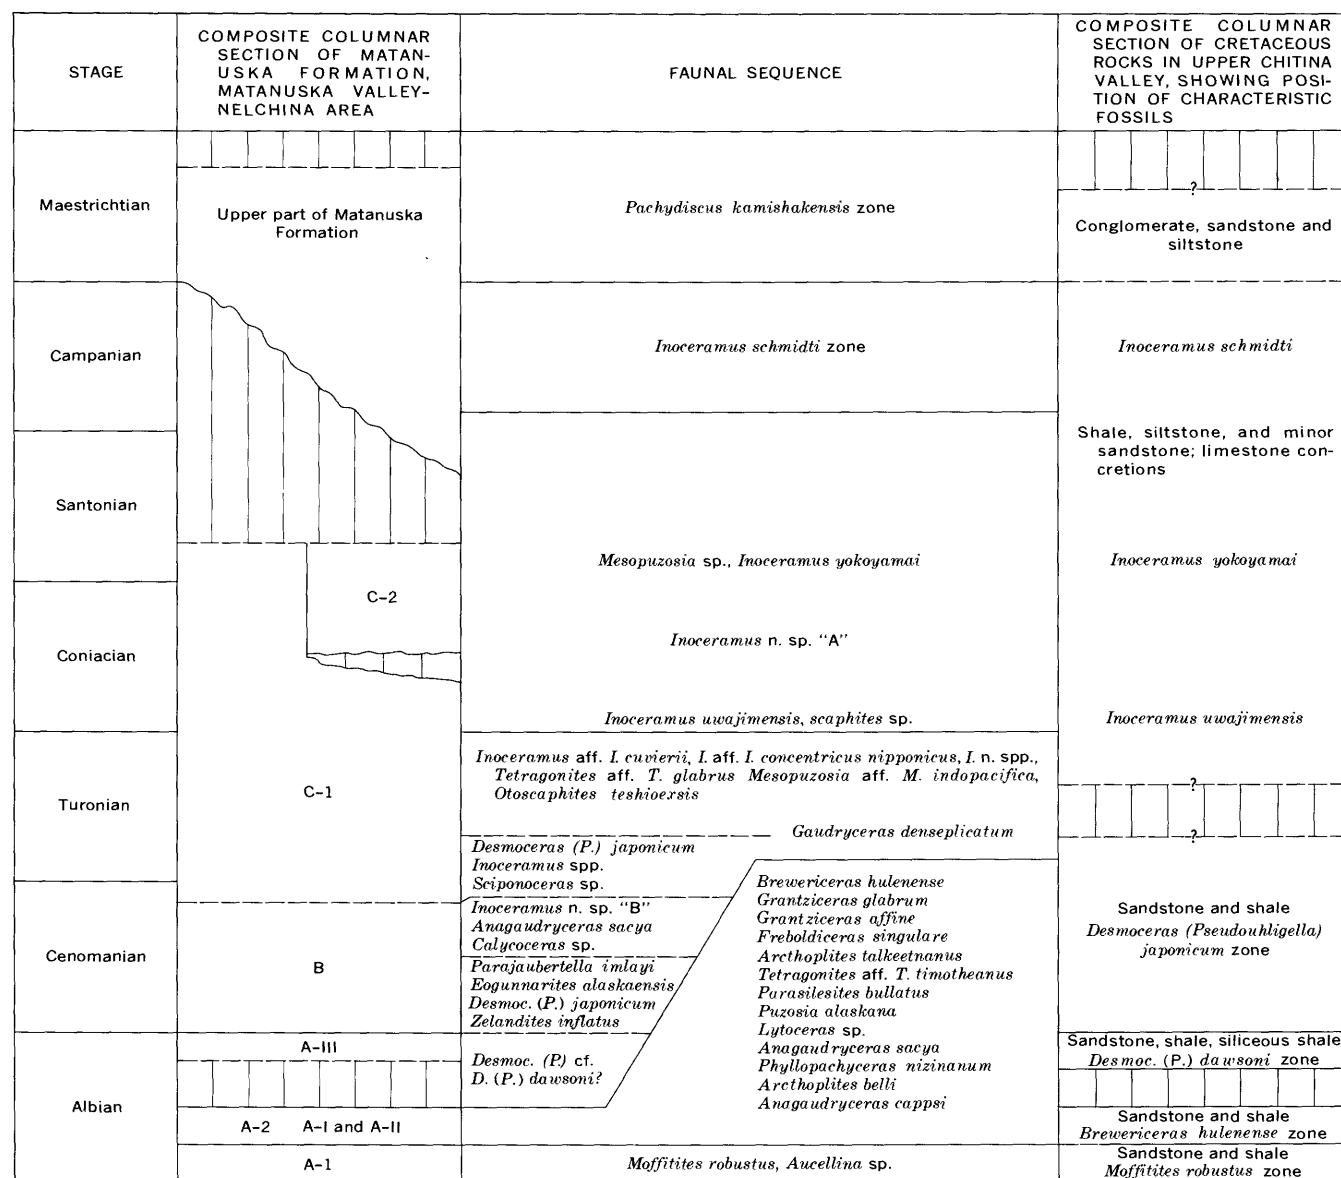 STAGE
COMPOSITE COLUMNAR
SECTION OF MATAN-
USKA FORMATION,
MATANUSKA VALLEY-
NELCHINA AREA
FAUNAL SEQUENCE
COMPOSITE COLUMNAR
SECTION OF CRETACEOUS
ROCKS IN UPPER CHITINA
VALLEY, SHOWING POSI-
TION OF CHARACTERISTIC
FOSSILS
Maestrichtian
Upper part of Matanuska
Formation
Pachydiscus kamishakensis zone
?
Conglomerate, sandstone and
siltstone
Campanian
Inoceramus schmidti zone
Inoceramus schmidti
Shale, siltstone, and minor
sandstone; limestone con-
cretions
Santonian
Mesopuzosia sp., Inoceramus yokoyamai
Inoceramus yokoyamai
C-2
Coniacian
Inoceramus n. sp. "A"
Inoceramus uwajimensis, scaphites sp.
Inoceramus uwajimensis
Turonian
C-1
Inoceramus aff. I. cuvierii, I. aff. I. concentricus nipponicus, I. n. spp.,
Tetragonites aff. T. glabrus Mesopuzosia aff. M. indopacifica,
Otoscaphites teshioersis
?
?
Gaudryceras denseplicatum
Desmoceras (P.) japonicum
Inoceramus spp.
Sciponoceras sp.
Cenomanian
B
Inoceramus n. sp. "B"
Anagaudryceras sacya
Calycoceras sp.
Parajaubertella imlayi
Eogunnarites alaskaensis
Desmoc. (P.) japonicum
Zelandites inflatus
Brewericeras hulenense
Grantziceras glabrum
Grantziceras affine
Freboldiceras singulare
Arcthoplites talkeetnanus
Tetragonites aff. T. timotheanus
Parasilesites bullatus
Puzosia alaskana
Lytoceras sp.
Anagaudryceras sacya
Phyllopachyceras nizinanum
Arcthoplites belli
Anagaudryceras cappsi
Sandstone and shale
Desmoceras (Pseudouhligella)
japonicum zone
Albian
A-III
Desmoc. (P.) cf.
D. (P.) dawsoni?
Sandstone, shale, siliceous shale
Desmoc. (P.) dawsoni zone
A-2 A-I and A-II
Sandstone and shale
Brewericeras hulenense zone
A-1
Moffitites robustus, Aucellina sp.
Sandstone and shale
Moffitites robustus zone